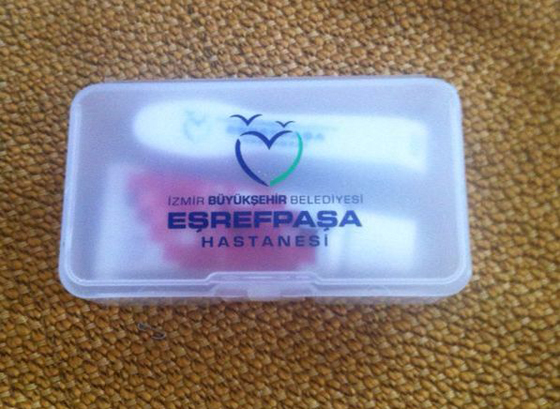 İZMİR BÜYÜKŞEHİR BELEDİYESİ
EŞREFPAŞA
HASTANESİ